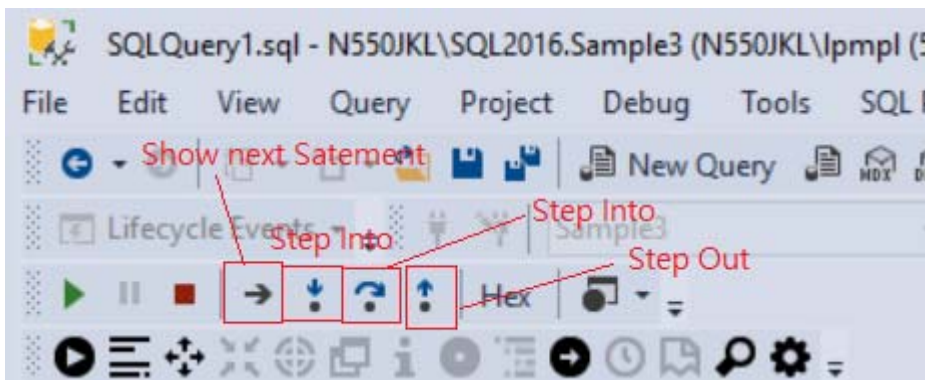 SQLQuery1.sql - N550JKL\SQL2016.Sample3 (N550JKL\lpmpl (5
File Edit View Query Project Debug Tools SQL
Show next Satement
New Query MDX
Lifecycle Events Sample3
Step Into
Step Into
Step Out
Hex